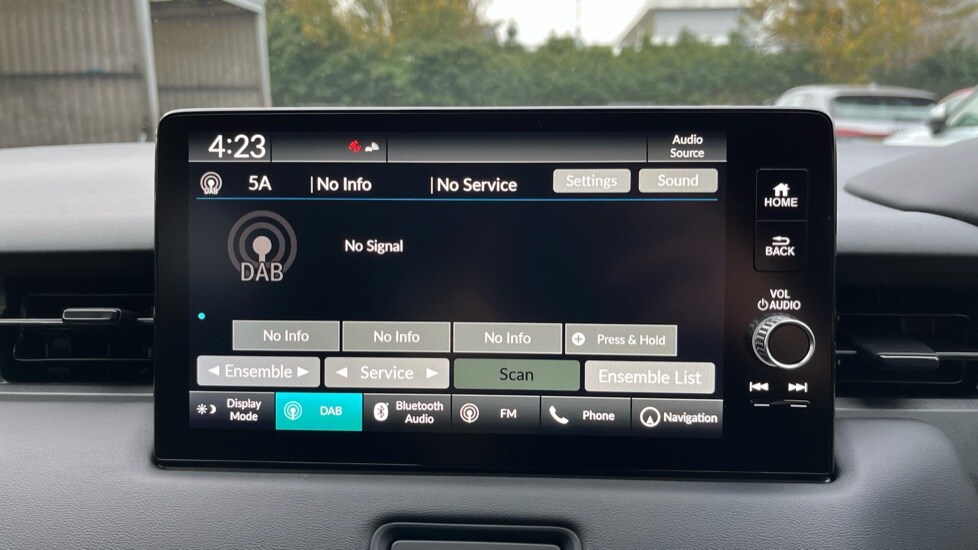 4:23
Audio
Source
DAB
5A |No Info |No Service Settings Sound
HOME
DAB
No Signal
BACK
VOL
AUDIO
No Info No Info No Info Press & Hold
Ensemble Service Scan Ensemble List
Display
Mode
DAB
Bluetooth
Audio
FM
Phone
Navigation